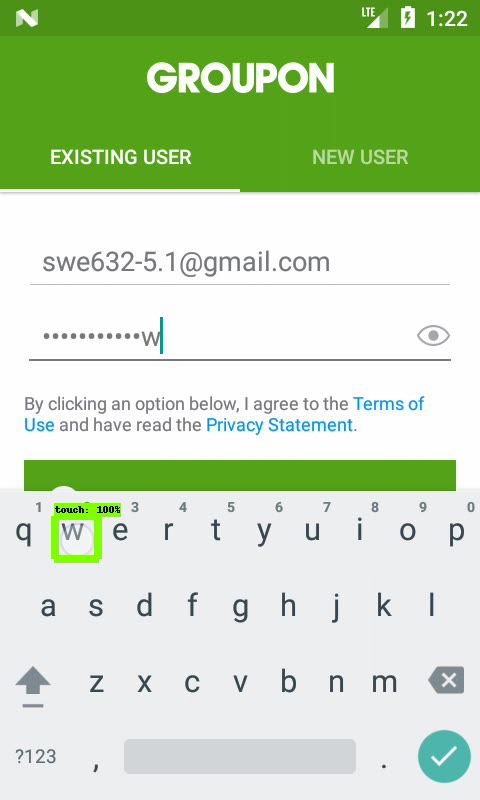 LTE 1:22
GROUPON
EXISTING USER NEW USER
swe632-5.1@gmail.com
•••••••••••w
By clicking an option below, I agree to the Terms of
Use and have read the Privacy Statement.
touch: 100%
1 2 3 4 5 6 7 8 9 0
q w e r t y u i o p
a s d f g h j k l
z x c v b n m
?123 , .